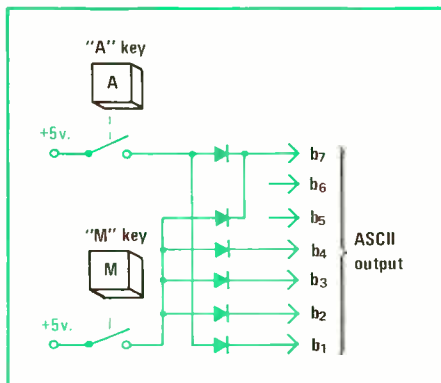 "A" key
A
+5v.
b7
b6
b5
"M" key
b4
ASCII
output
M
b3
b2
+5v.
b1